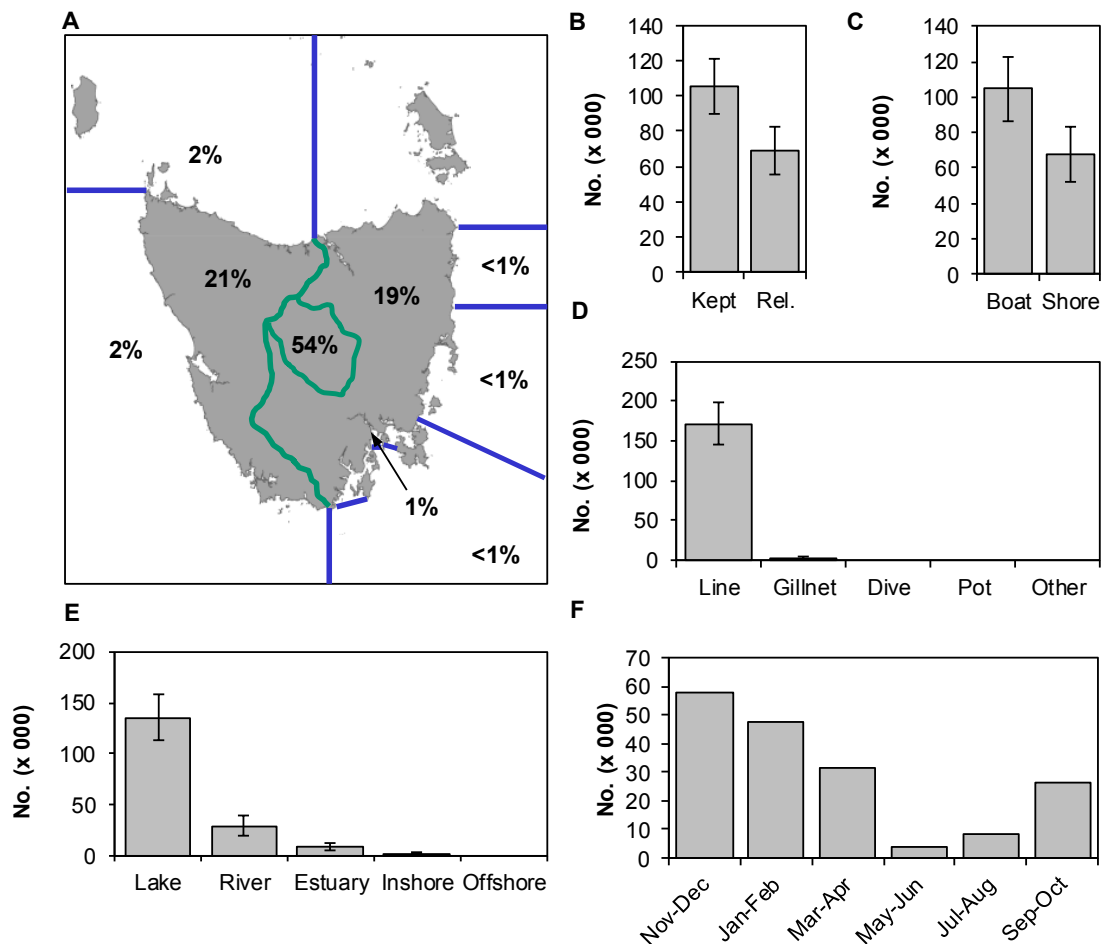 A
2%
21%
19%
<1%
54%
2%
<1%
1%
<1%
B
No. (x 000)
140
120
100
80
60
40
20
0
Kept Rel.
C
No. (x 000)
140
120
100
80
60
40
20
0
Boat Shore
D
No. (x 000)
250
200
150
100
50
0
Line Gillnet Dive Pot Other
E
No. (x 000)
200
150
100
50
0
Lake River Estuary Inshore Offshore
F
No. (x 000)
70
60
50
40
30
20
10
0
Nov-Dec Jan-Feb Mar-Apr May-Jun Jul-Aug Sep-Oct